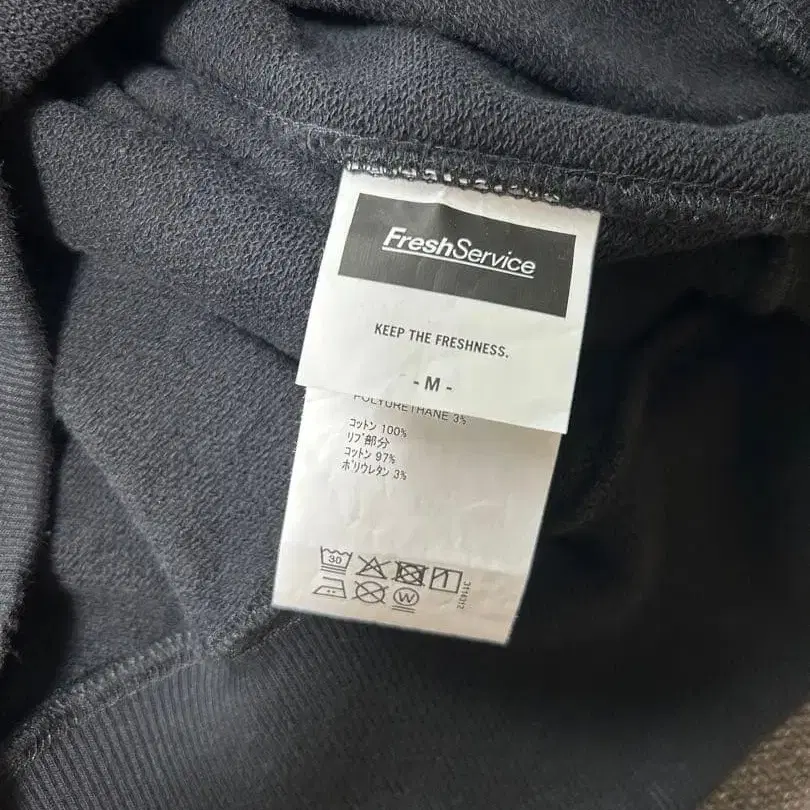 FreshService
KEEP THE FRESHNESS.
- M -
POLYURETHANE 3%
コットン 100%
リブ部分
コットン 97%
ポリウレタン 3%
30
W